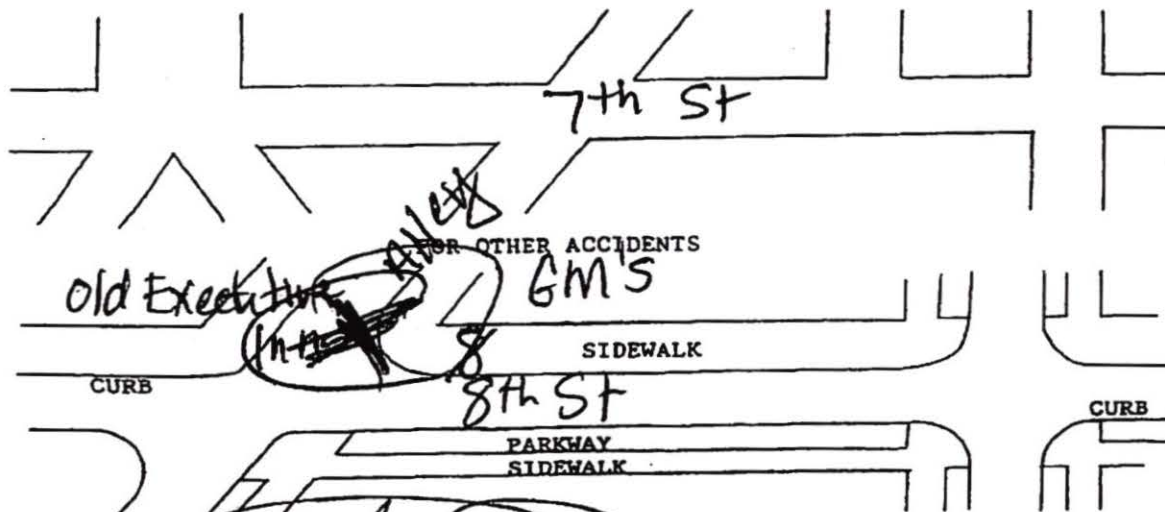 7th St
Alley
FOR OTHER ACCIDENTS
Old Executive
GM'S
Inn
8
SIDEWALK
CURB
8th St
CURB
PARKWAY
SIDEWALK